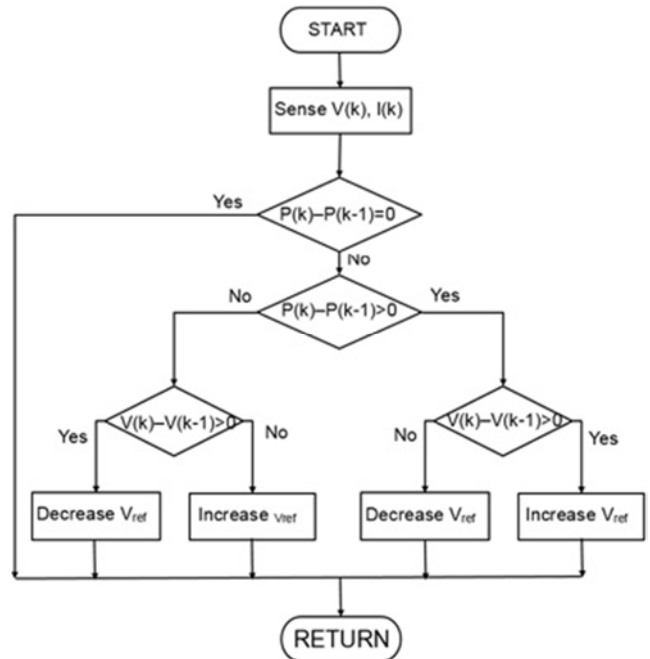 START
Sense V(k), I(k)
Yes
P(k)–P(k-1)=0
No
No
P(k)–P(k-1)>0
Yes
V(k)–V(k-1)>0
V(k)–V(k-1)>0
Yes
No
No
Yes
Decrease Vref
Increase Vref
Decrease Vref
Increase Vref
RETURN